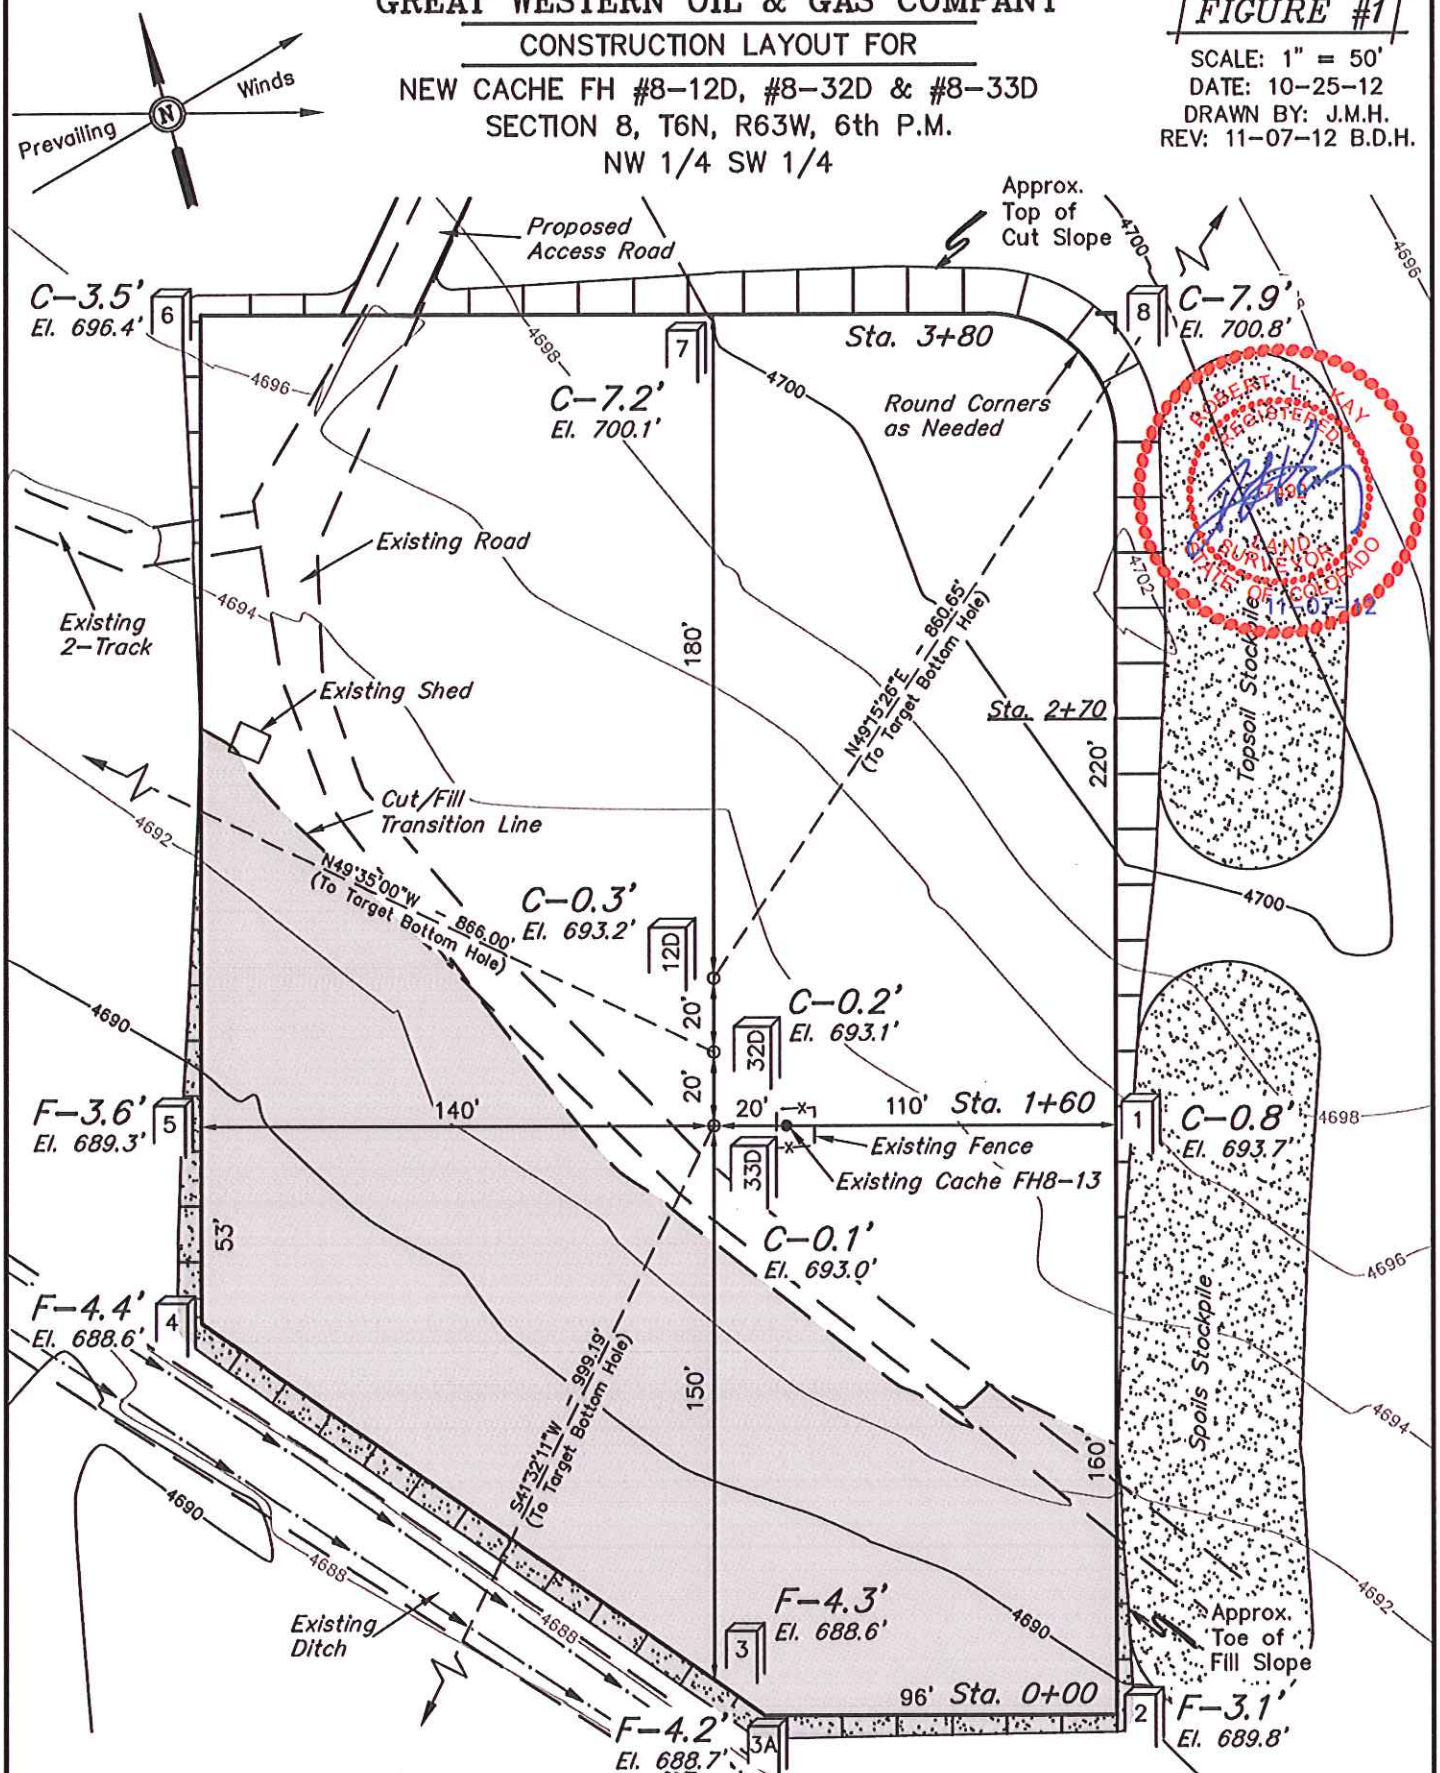 GREAT WESTERN OIL & GAS COMPANY
CONSTRUCTION LAYOUT FOR
NEW CACHE FH #8-12D, #8-32D & #8-33D
SECTION 8, T6N, R63W, 6th P.M.
NW 1/4 SW 1/4
FIGURE #1
SCALE: 1" = 50'
DATE: 10-25-12
DRAWN BY: J.M.H.
REV: 11-07-12 B.D.H.
Winds
N
Prevailing
Approx.
Top of
Cut Slope
Proposed
Access Road
4700
4696
C-3.5'
El. 696.4'
6
8
C-7.9'
El. 700.8'
7
Sta. 3+80
4698
4696
4700
C-7.2'
El. 700.1'
Round Corners
as Needed
ROBERT L. KAY
REGISTERED
LAND
SURVEYOR
STATE OF COLORADO
11-07-12
Existing Road
4702
4694
Existing
2-Track
180'
N49°15'26"E - 860.65'
(To Target Bottom Hole)
Topsoil Stockpile
Existing Shed
Sta. 2+70
220'
Cut/Fill
Transition Line
4692
N49°35'00"W - 866.00'
(To Target Bottom Hole)
C-0.3'
El. 693.2'
12D
4700
4690
20'
C-0.2'
El. 693.1'
32D
20'
F-3.6'
El. 689.3'
5
140'
20'
x
x
110'
Sta. 1+60
1
C-0.8'
El. 693.7'
4698
33D
Existing Fence
Existing Cache FH8-13
53'
C-0.1'
El. 693.0'
4696
F-4.4'
El. 688.6'
4
S41°32'11"W - 999.19'
(To Target Bottom Hole)
150'
Spoils Stockpile
4694
160'
4690
4688
4692
F-4.3'
El. 688.6'
3
4690
Existing
Ditch
4688
Approx.
Toe of
Fill Slope
96'
Sta. 0+00
2
F-3.1'
El. 689.8'
F-4.2'
El. 688.7'
3A